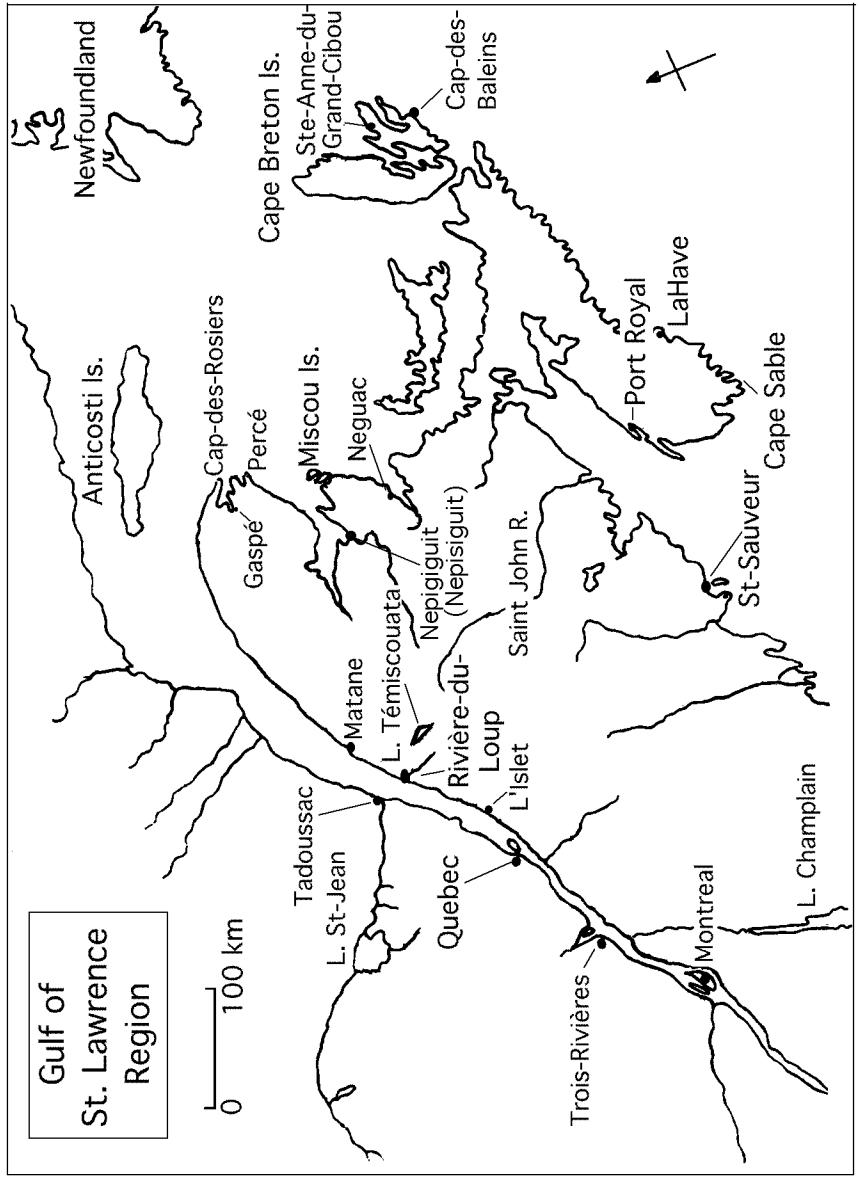 Gulf of
St. Lawrence
Region
0
100 km
Newfoundland
Anticosti Is.
Cape Breton Is.
Ste-Anne-du-
Grand-Cibou
Cap-des-
Baleins
Cap-des-Rosiers
Percé
Gaspé
Miscou Is.
Neguac
Nepigiguit
(Nepisiguit)
Matane
L. Témiscouata
Rivière-du-
Loup
L'Islet
Saint John R.
Port Royal
LaHave
Cape Sable
St-Sauveur
Tadoussac
L. St-Jean
Quebec
Trois-Rivières
Montreal
L. Champlain